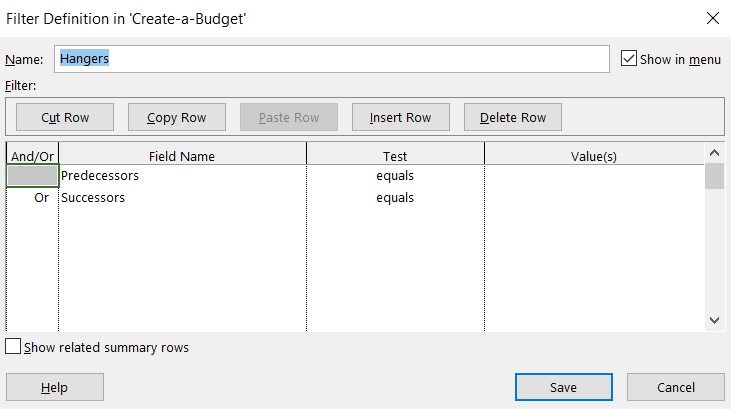 Filter Definition in 'Create-a-Budget'
Name: Hangers Show in menu
Filter:
Cut Row Copy Row Paste Row Insert Row Delete Row
And/Or Field Name Test Value(s)
Predecessors equals
Or Successors equals
Show related summary rows
Help Save Cancel